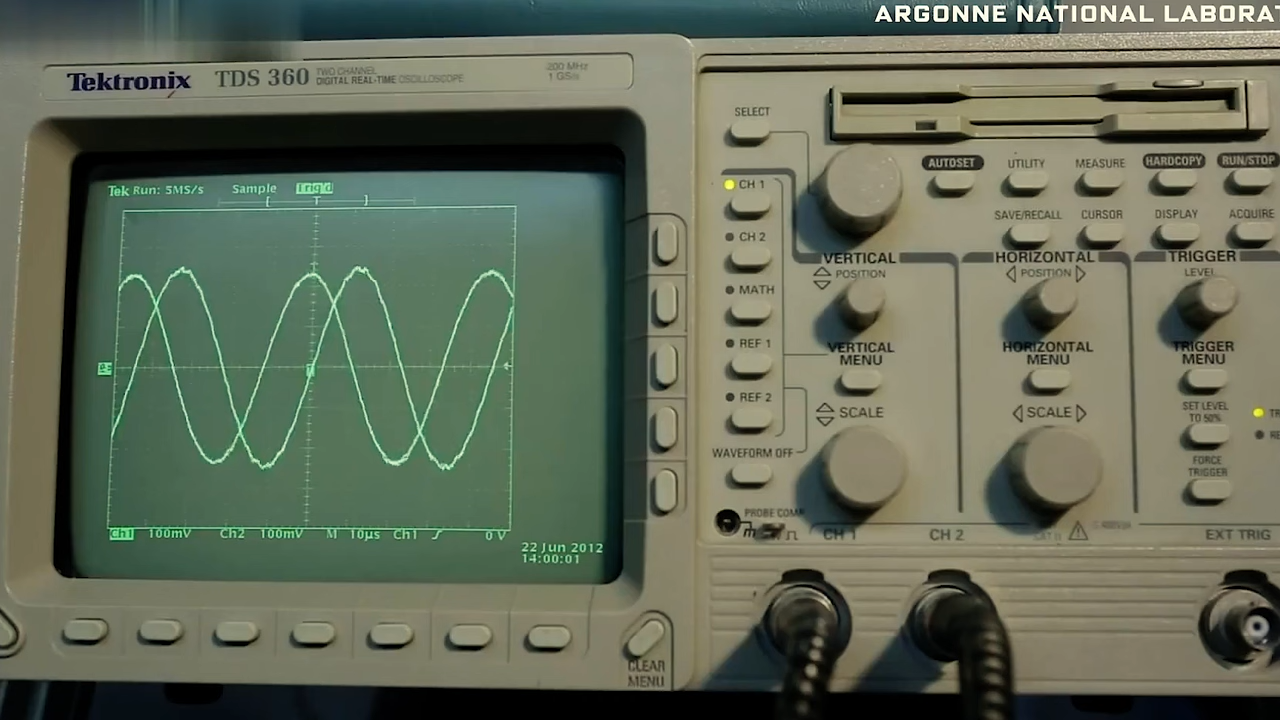 ARGONNE NATIONAL LABORAT
Tektronix TDS 360 TWO CHANNEL DIGITAL REAL-TIME OSCILLOSCOPE 200 MHz 1 GS/s
Tek Run: 5MS/s Sample Trig'd
Ch1 100mV Ch2 100mV M 10µs Ch1 0 V
22 Jun 2012
14:00:01
CLEAR
MENU
SELECT
CH 1
CH 2
MATH
REF 1
REF 2
WAVEFORM OFF
AUTOSET UTILITY MEASURE HARDCOPY RUN/STOP
SAVE/RECALL CURSOR DISPLAY ACQUIRE
VERTICAL
POSITION
VERTICAL
MENU
SCALE
HORIZONTAL
POSITION
HORIZONTAL
MENU
SCALE
TRIGGER
LEVEL
TRIGGER
MENU
SET LEVEL
TO 50%
FORCE
TRIGGER
PROBE COMP
CH 1 CH 2 EXT TRIG